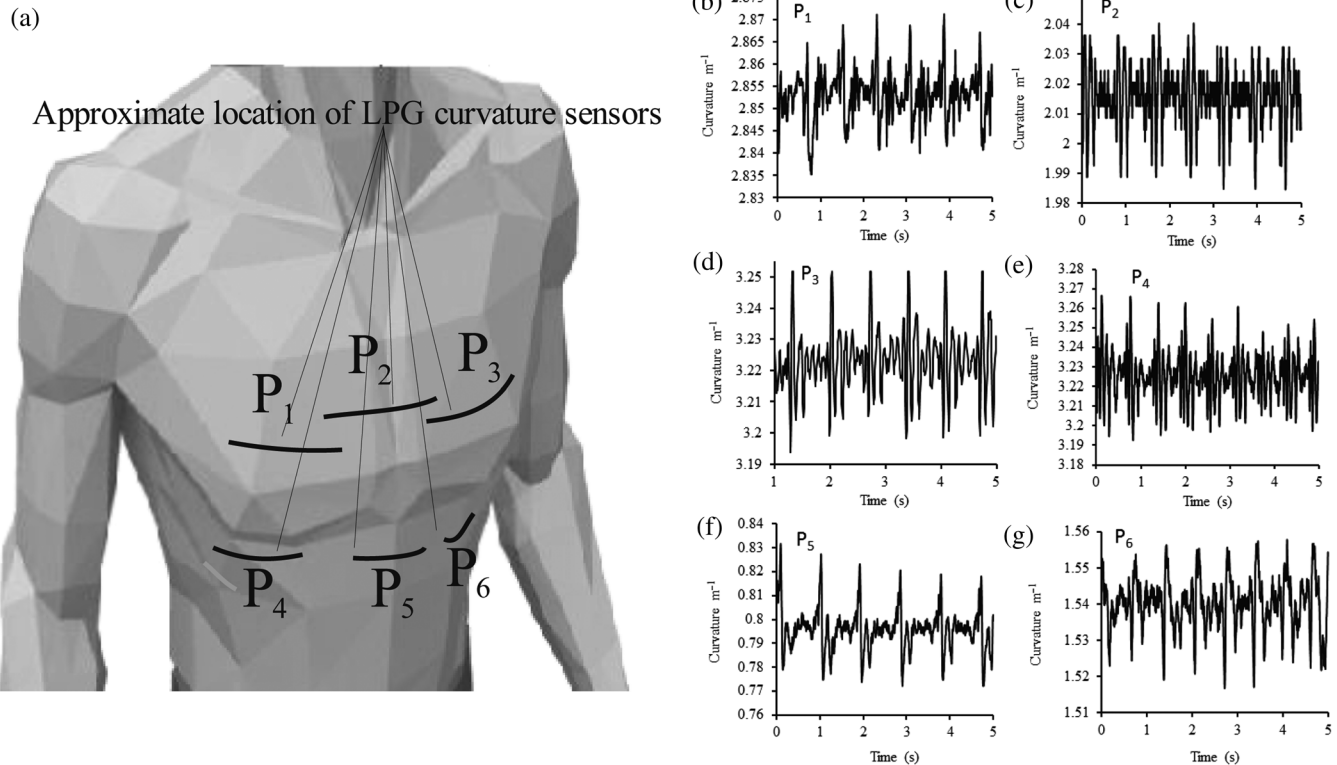 (a)
Approximate location of LPG curvature sensors
P1
P2
P3
P4
P5
P6
(b)
P1
2.875
2.87
2.865
2.86
2.855
2.85
2.845
2.84
2.835
2.83
Curvature m-1
0 1 2 3 4 5
Time (s)
(c)
P2
2.04
2.03
2.02
2.01
2
1.99
1.98
Curvature m-1
0 1 2 3 4 5
Time (s)
(d)
P3
3.25
3.23
3.22
3.21
3.2
3.19
Curvature m-1
1 2 3 4 5
Time (s)
(e)
P4
3.28
3.27
3.26
3.24
3.23
3.22
3.21
3.2
3.19
3.18
Curvature m-1
0 1 2 3 4 5
Time (s)
(f)
P5
0.84
0.83
0.82
0.8
0.79
0.78
0.77
0.76
Curvature m-1
0 1 2 3 4 5
Time (s)
(g)
P6
1.56
1.55
1.54
1.53
1.52
1.51
Curvature m-1
0 1 2 3 4 5
Time (s)